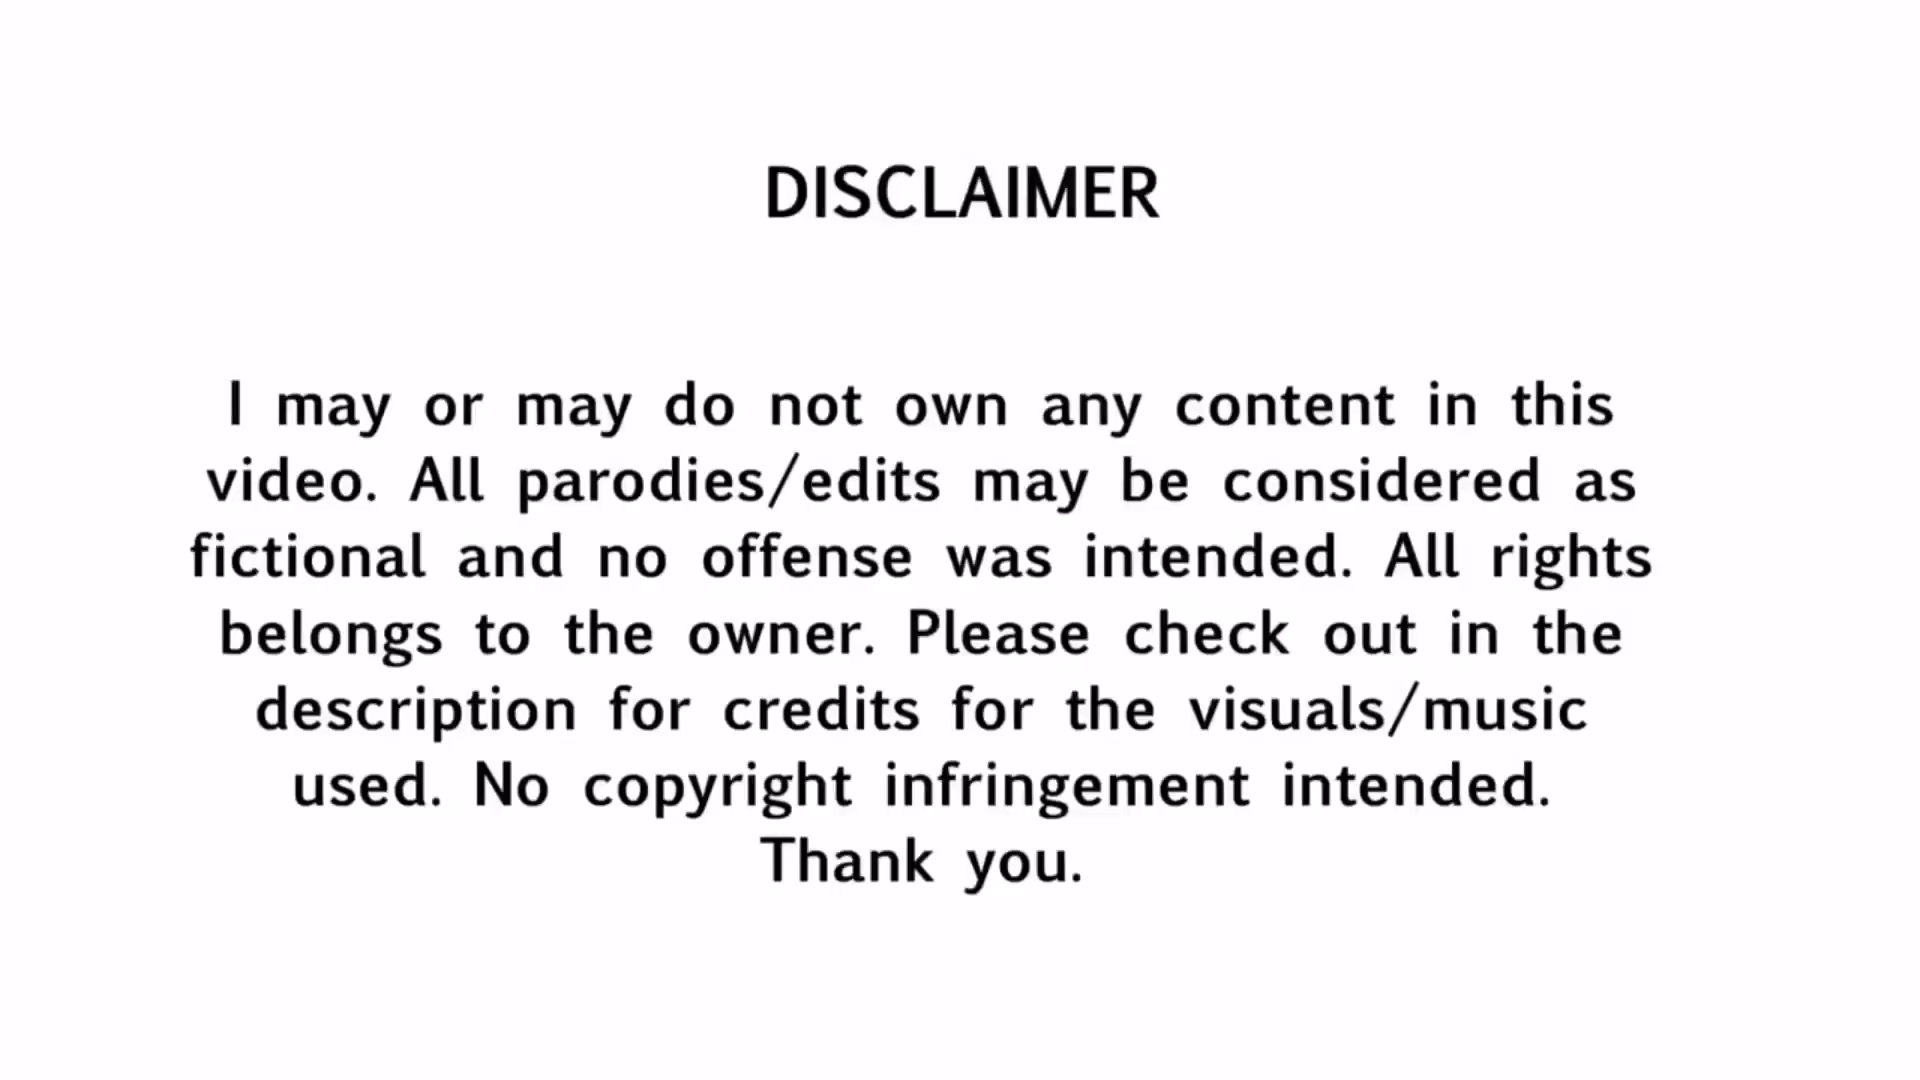 DISCLAIMER
I may or may do not own any content in this
video. All parodies/edits may be considered as
fictional and no offense was intended. All rights
belongs to the owner. Please check out in the
description for credits for the visuals/music
used. No copyright infringement intended.
Thank you.